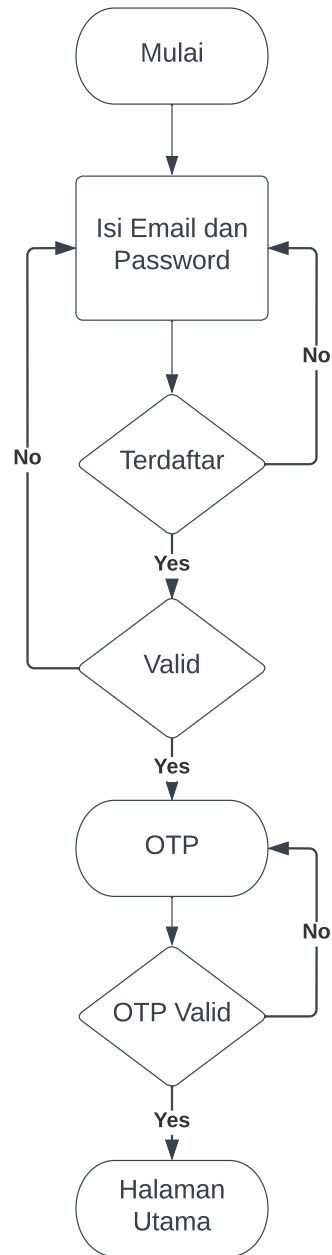 Mulai
Isi Email dan
Password
No
Terdaftar
No
Yes
Valid
Yes
OTP
No
OTP Valid
Yes
Halaman
Utama